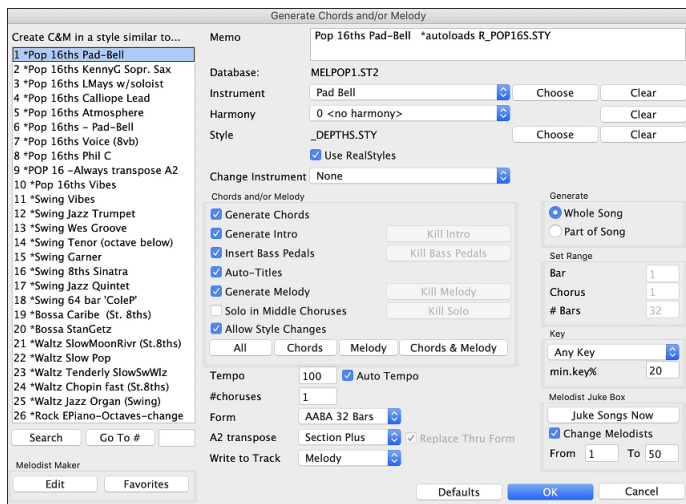 Generate Chords and/or Melody
Create C&M in a style similar to...
1 *Pop 16ths Pad-Bell
2 *Pop 16ths KennyG Sopr. Sax
3 *Pop 16ths LMays w/soloist
4 *Pop 16ths Calliope Lead
5 *Pop 16ths Atmosphere
6 *Pop 16ths - Pad-Bell
7 *Pop 16ths Voice (8vb)
8 *Pop 16ths Phil C
9 *POP 16 -Always transpose A2
10 *Pop 16ths Vibes
11 *Swing Vibes
12 *Swing Jazz Trumpet
13 *Swing Wes Groove
14 *Swing Tenor (octave below)
15 *Swing Garner
16 *Swing 8ths Sinatra
17 *Swing Jazz Quintet
18 *Swing 64 bar 'ColeP'
19 *Bossa Caribe (St. 8ths)
20 *Bossa StanGetz
21 *Waltz SlowMoonRivr (St.8ths)
22 *Waltz Slow Pop
23 *Waltz Tenderly SlowSwWlz
24 *Waltz Chopin fast (St.8ths)
25 *Waltz Jazz Organ (Swing)
26 *Rock EPiano-Octaves-change
Search
Go To #
Melodist Maker
Edit
Favorites
Memo
Pop 16ths Pad-Bell *autoloads R_POP16S.STY
Database:
MELPOP1.ST2
Instrument
Pad Bell
Choose
Clear
Harmony
0 <no harmony>
Clear
Style
_DEPTHS.STY
Choose
Clear
Use RealStyles
Change Instrument
None
Chords and/or Melody
Generate Chords
Generate Intro
Kill Intro
Insert Bass Pedals
Kill Bass Pedals
Auto-Titles
Generate Melody
Kill Melody
Solo in Middle Choruses
Kill Solo
Allow Style Changes
All
Chords
Melody
Chords & Melody
Tempo
100
Auto Tempo
#choruses
1
Form
AABA 32 Bars
A2 transpose
Section Plus
Replace Thru Form
Write to Track
Melody
Generate
Whole Song
Part of Song
Set Range
Bar
1
Chorus
1
# Bars
32
Key
Any Key
min.key%
20
Melodist Juke Box
Juke Songs Now
Change Melodists
From
1
To
50
Defaults
OK
Cancel